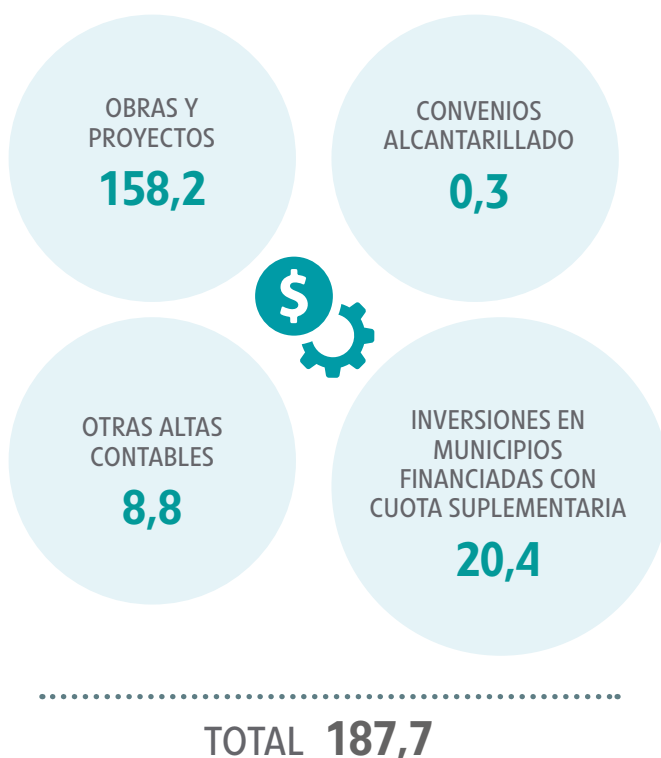 OBRAS Y
PROYECTOS
158,2
CONVENIOS
ALCANTARILLADO
0,3
$
OTRAS ALTAS
CONTABLES
8,8
INVERSIONES EN
MUNICIPIOS
FINANCIADAS CON
CUOTA SUPLEMENTARIA
20,4
TOTAL 187,7